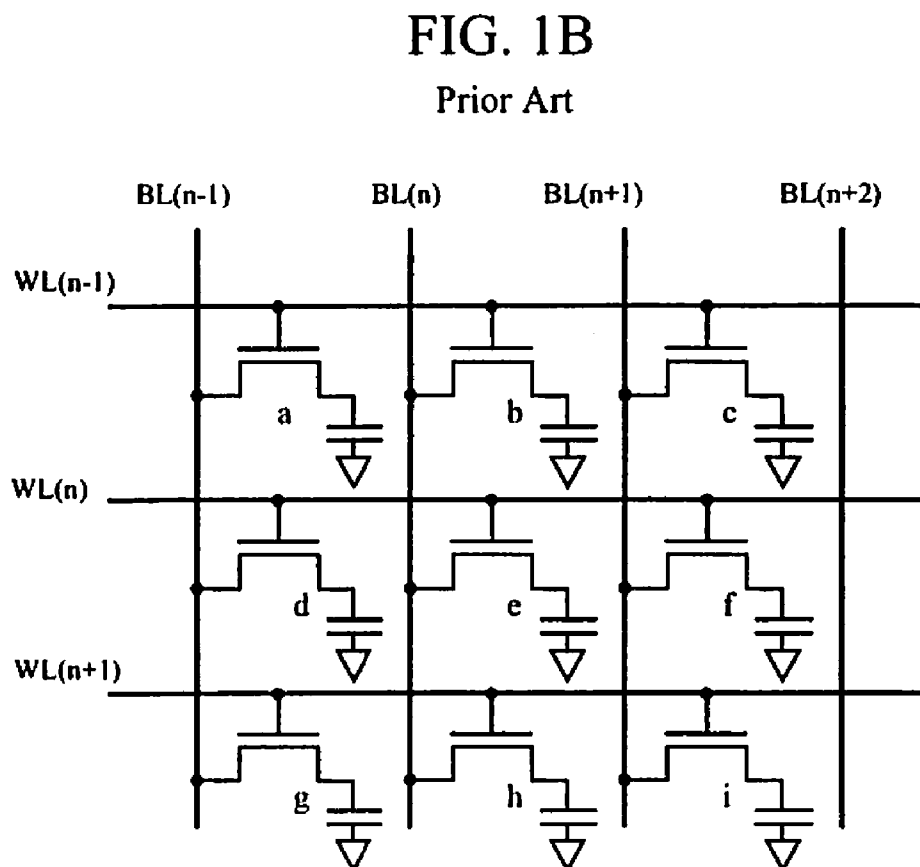 FIG. 1B
Prior Art
BL(n-1) BL(n) BL(n+1) BL(n+2)
WL(n-1)
a b c
WL(n)
d e f
WL(n+1)
g h i